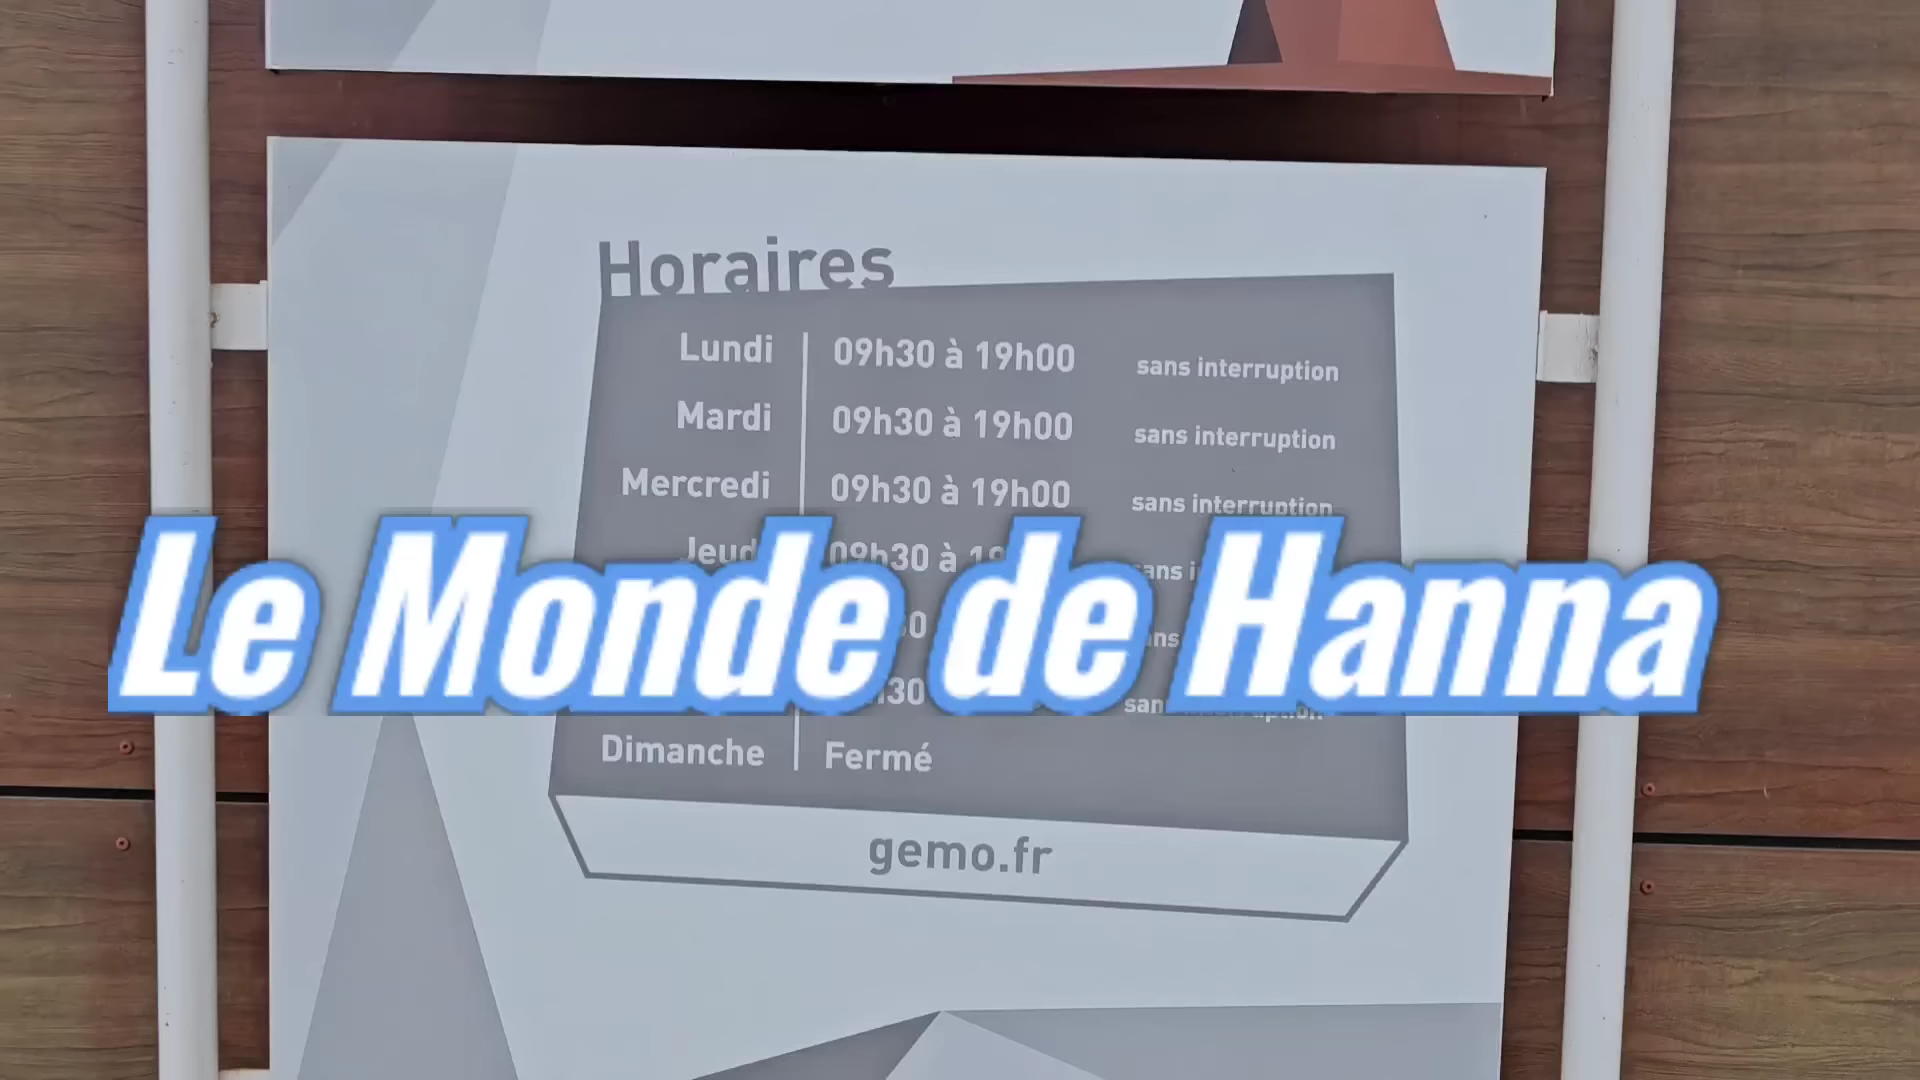 Horaires
Lundi 09h30 à 19h00 sans interruption
Mardi 09h30 à 19h00 sans interruption
Mercredi 09h30 à 19h00 sans interruption
09h30 à
Le Monde de Hanna
Dimanche Fermé
gemo.fr